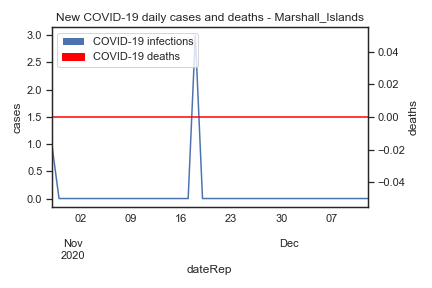 New COVID-19 daily cases and deaths - Marshall_Islands
COVID-19 infections
COVID-19 deaths
3.0
2.5
2.0
1.5
1.0
0.5
0.0
cases
0.04
0.02
0.00
−0.02
−0.04
deaths
02 09 16 23 30 07
Nov Dec
2020
dateRep